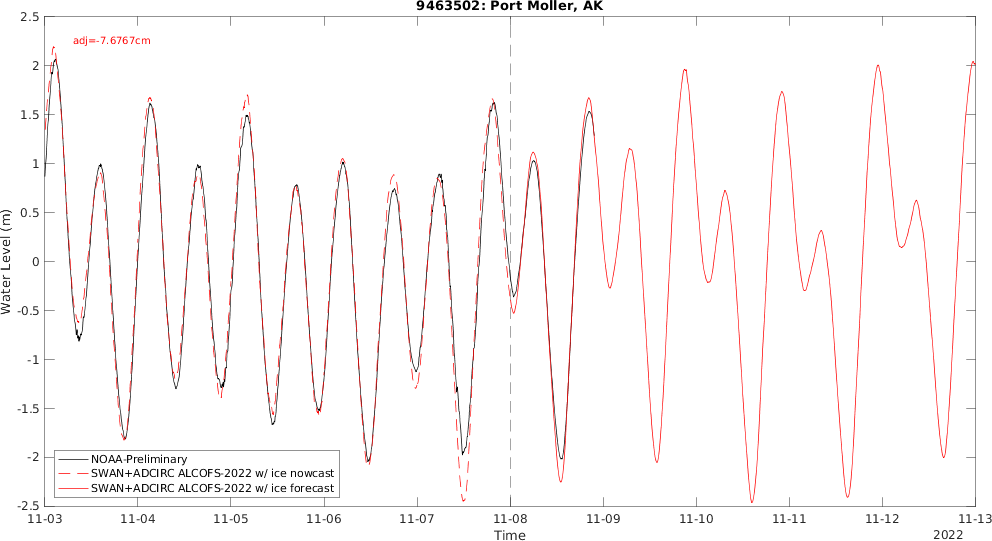 9463502: Port Moller, AK
adj=-7.6767cm
2.5
2
1.5
1
0.5
0
-0.5
-1
-1.5
-2
-2.5
Water Level (m)
NOAA-Preliminary
SWAN+ADCIRC ALCOFS-2022 w/ ice nowcast
SWAN+ADCIRC ALCOFS-2022 w/ ice forecast
11-03 11-04 11-05 11-06 11-07 11-08 11-09 11-10 11-11 11-12 11-13
Time
2022